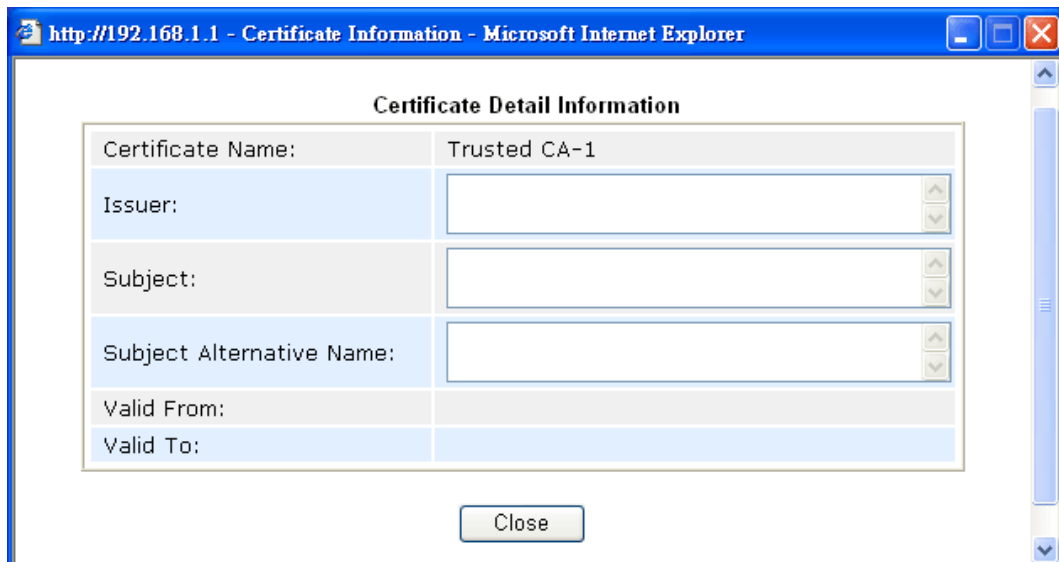 http://192.168.1.1 - Certificate Information - Microsoft Internet Explorer
Certificate Detail Information
Certificate Name: Trusted CA-1
Issuer:
Subject:
Subject Alternative Name:
Valid From:
Valid To:
Close